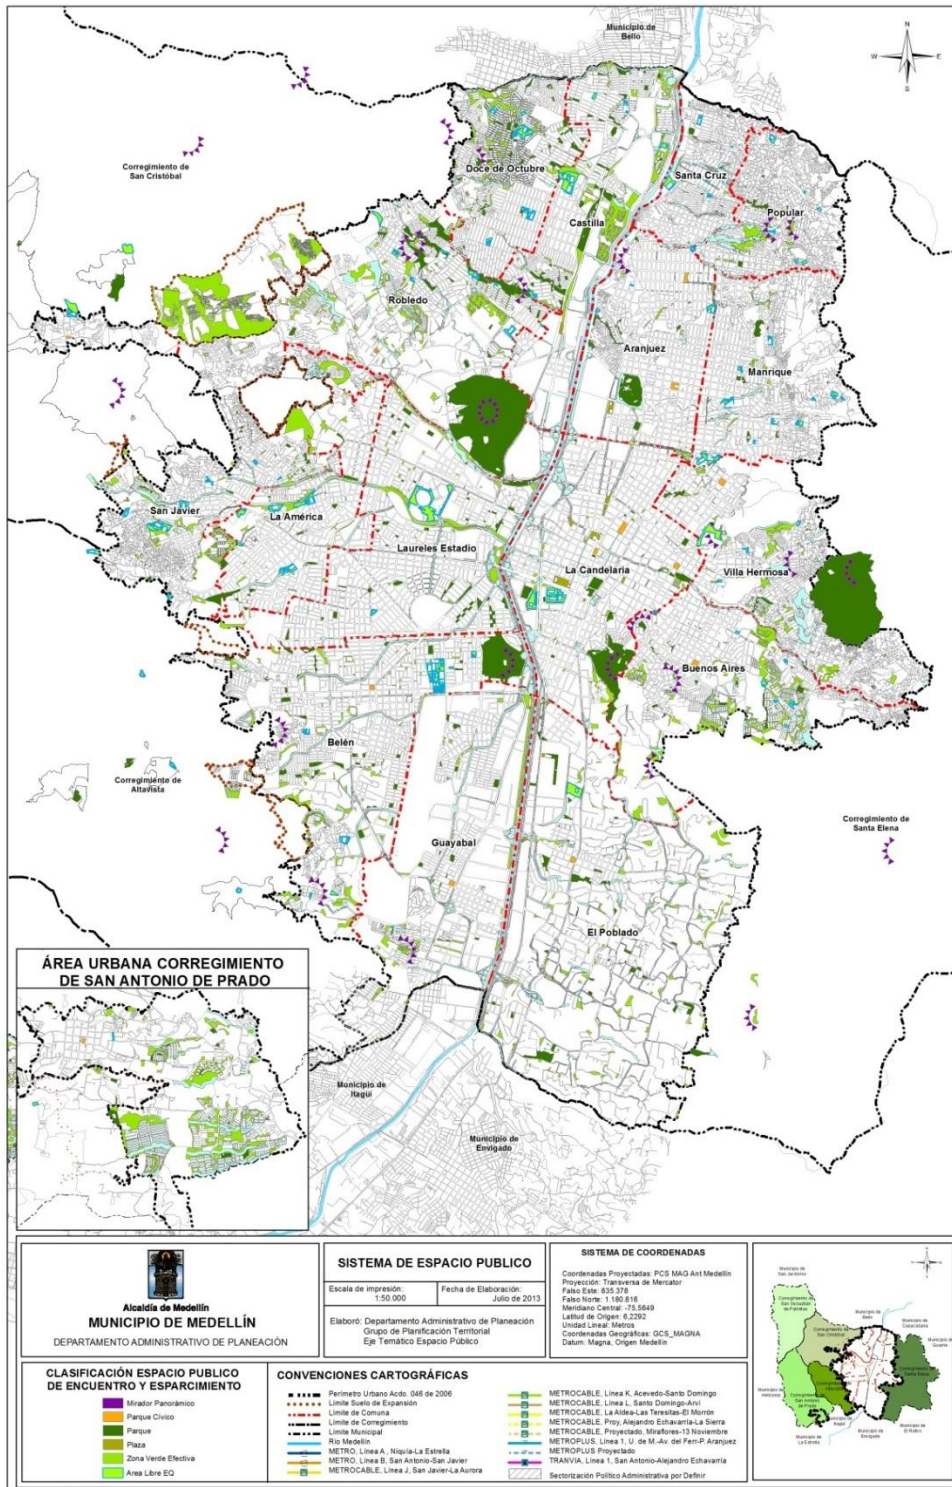 Municipio de
Bello
N
W
E
S
Corregimiento de
San Cristóbal
Doce de Octubre
Santa Cruz
Popular
Castilla
Robledo
Aranjuez
Manrique
San Javier
La América
Laureles Estadio
La Candelaria
Villa Hermosa
Buenos Aires
Belén
Corregimiento de
Altavista
Corregimiento de
Santa Elena
Guayabal
El Poblado
ÁREA URBANA CORREGIMIENTO
DE SAN ANTONIO DE PRADO
Municipio de
Itagüí
Municipio de
Envigado
Alcaldía de Medellín
MUNICIPIO DE MEDELLÍN
DEPARTAMENTO ADMINISTRATIVO DE PLANEACIÓN
SISTEMA DE ESPACIO PUBLICO
Escala de impresión:
1:50.000
Fecha de Elaboración:
Julio de 2013
Elaboró: Departamento Administrativo de Planeación
Grupo de Planificación Territorial
Eje Temático Espacio Público
SISTEMA DE COORDENADAS
Coordenadas Proyectadas: PCS MAG Ant Medellín
Proyección: Transversa de Mercator
Falso Este: 835.378
Falso Norte: 1.180.816
Meridiano Central: -75,5649
Latitud de Origen: 6,2292
Unidad Lineal: Metros
Coordenadas Geográficas: GCS_MAGNA
Datum: Magna, Origen Medellín
CLASIFICACIÓN ESPACIO PUBLICO
DE ENCUENTRO Y ESPARCIMIENTO
Mirador Panorámico
Parque Cívico
Parque
Plaza
Zona Verde Efectiva
Area Libre EQ
CONVENCIONES CARTOGRÁFICAS
Perímetro Urbano Acdo. 046 de 2006
Límite Suelo de Expansión
Límite de Comuna
Límite de Corregimiento
Límite Municipal
Río Medellín
METRO, Línea A , Niquía-La Estrella
METRO, Línea B, San Antonio-San Javier
METROCABLE, Línea J, San Javier-La Aurora
METROCABLE, Línea K, Acevedo-Santo Domingo
METROCABLE, Línea L, Santo Domingo-Arví
METROCABLE, La Aldea-Las Teresitas-El Morrón
METROCABLE, Proy, Alejandro Echavarría-La Sierra
METROCABLE, Proyectado, Miraflores-13 Noviembre
METROPLUS, Línea 1, U. de M.-Av. del Ferr-P. Aranjuez
METROPLUS Proyectado
TRANVIA, Línea 1, San Antonio-Alejandro Echavarría
Sectorización Político Administrativa por Definir